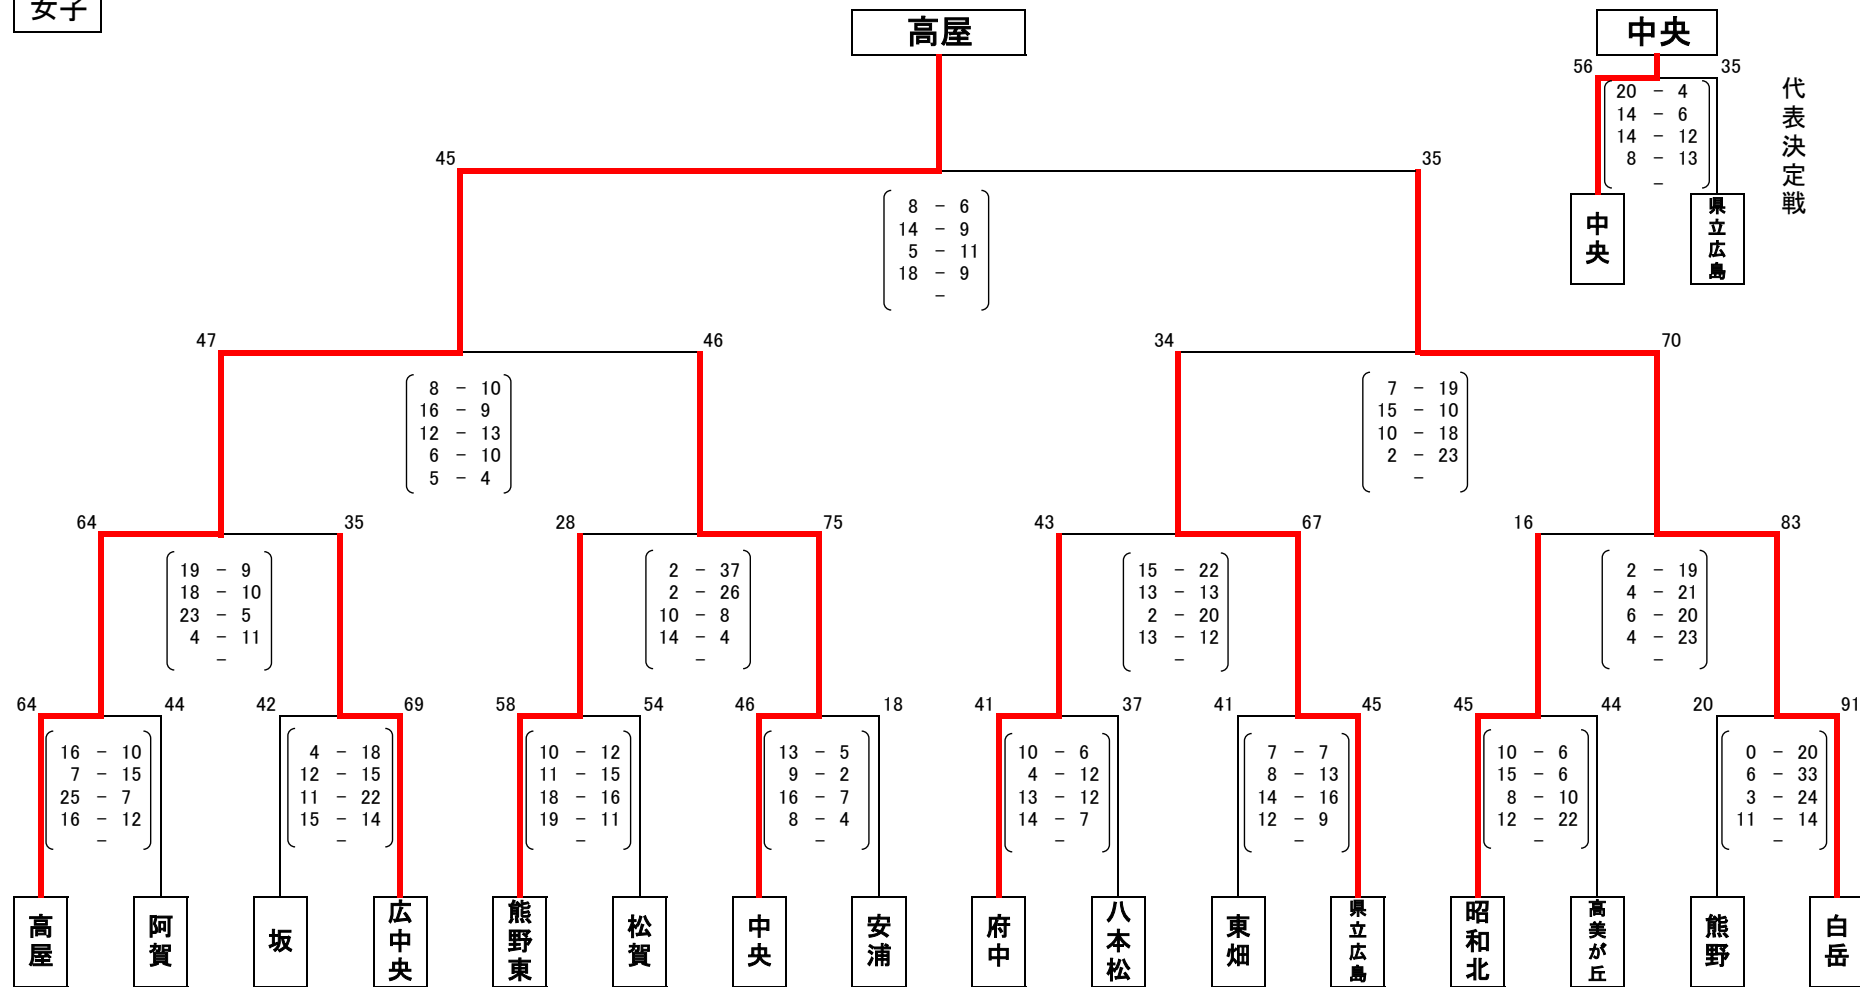 女子
高屋
中央
56 35
20 - 4
14 - 6
14 - 12
8 - 13
-
代表決定戦
中央
県立広島
45 35
8 - 6
14 - 9
5 - 11
18 - 9
-
47 46
8 - 10
16 - 9
12 - 13
6 - 10
5 - 4
34 70
7 - 19
15 - 10
10 - 18
2 - 23
-
64 35
19 - 9
18 - 10
23 - 5
4 - 11
-
28 75
2 - 37
2 - 26
10 - 8
14 - 4
-
43 67
15 - 22
13 - 13
2 - 20
13 - 12
-
16 83
2 - 19
4 - 21
6 - 20
4 - 23
-
64 44
16 - 10
7 - 15
25 - 7
16 - 12
-
42 69
4 - 18
12 - 15
11 - 22
15 - 14
-
58 54
10 - 12
11 - 15
18 - 16
19 - 11
-
46 18
13 - 5
9 - 2
16 - 7
8 - 4
-
41 37
10 - 6
4 - 12
13 - 12
14 - 7
-
41 45
7 - 7
8 - 13
14 - 16
12 - 9
-
45 44
10 - 6
15 - 6
8 - 10
12 - 22
-
20 91
0 - 20
6 - 33
3 - 24
11 - 14
-
高屋
阿賀
坂
広中央
熊野東
松賀
中央
安浦
府中
八本松
東畑
県立広島
昭和北
高美が丘
熊野
白岳